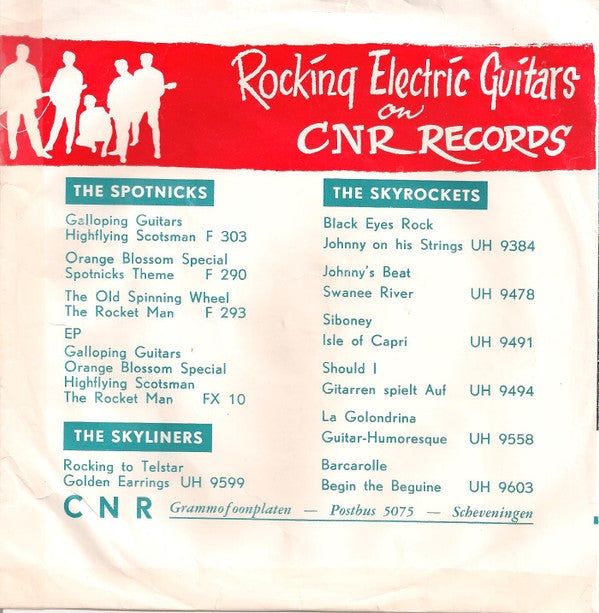 Rocking Electric Guitars
on
CNR RECORDS
THE SPOTNICKS
Galloping Guitars
Highflying Scotsman F 303
Orange Blossom Special
Spotnicks Theme F 290
The Old Spinning Wheel
The Rocket Man F 293
EP
Galloping Guitars
Orange Blossom Special
Highflying Scotsman
The Rocket Man FX 10
THE SKYLINERS
Rocking to Telstar
Golden Earrings UH 9599
THE SKYROCKETS
Black Eyes Rock
Johnny on his Strings UH 9384
Johnny's Beat
Swanee River UH 9478
Siboney
Isle of Capri UH 9491
Should I
Gitarren spielt Auf UH 9494
La Golondrina
Guitar-Humoresque UH 9558
Barcarolle
Begin the Beguine UH 9603
CNR Grammofoonplaten — Postbus 5075 — Scheveningen